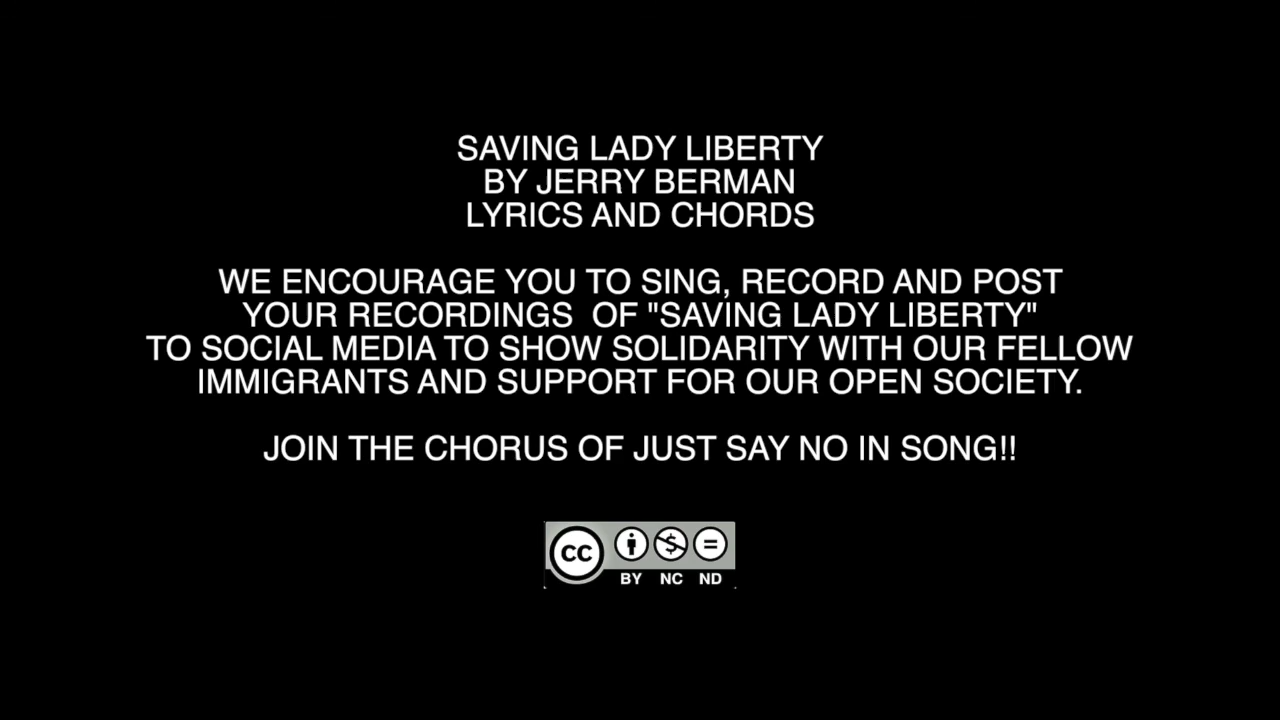 SAVING LADY LIBERTY
BY JERRY BERMAN
LYRICS AND CHORDS
WE ENCOURAGE YOU TO SING, RECORD AND POST
YOUR RECORDINGS  OF "SAVING LADY LIBERTY"
TO SOCIAL MEDIA TO SHOW SOLIDARITY WITH OUR FELLOW
IMMIGRANTS AND SUPPORT FOR OUR OPEN SOCIETY.
JOIN THE CHORUS OF JUST SAY NO IN SONG!!
CC
BY NC ND